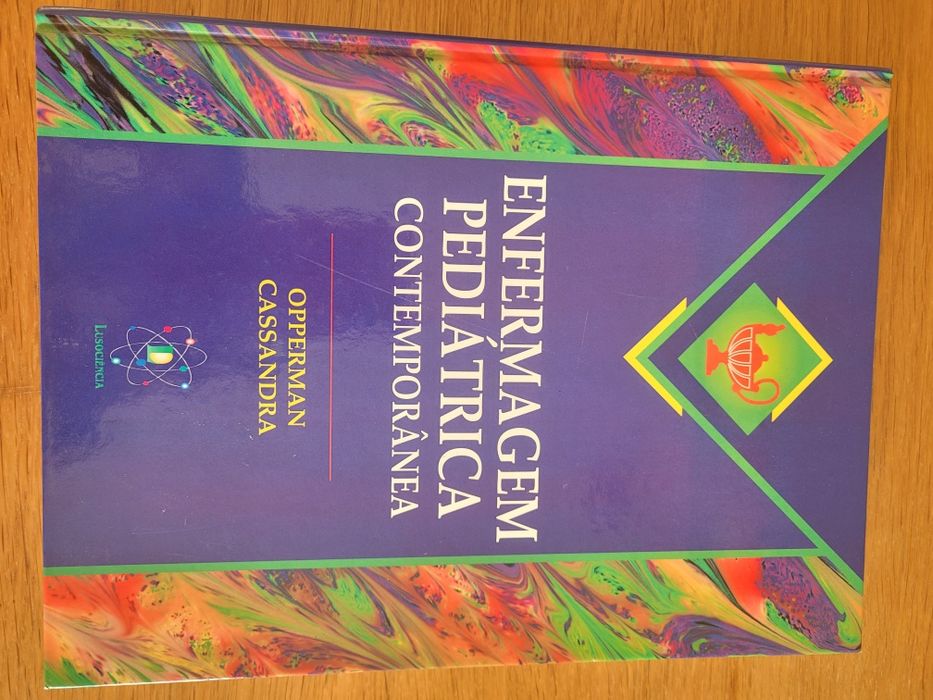 ENFERMAGEM
PEDIÁTRICA
CONTEMPORÂNEA
OPPERMAN
CASSANDRA
LUSOCIÊNCIA